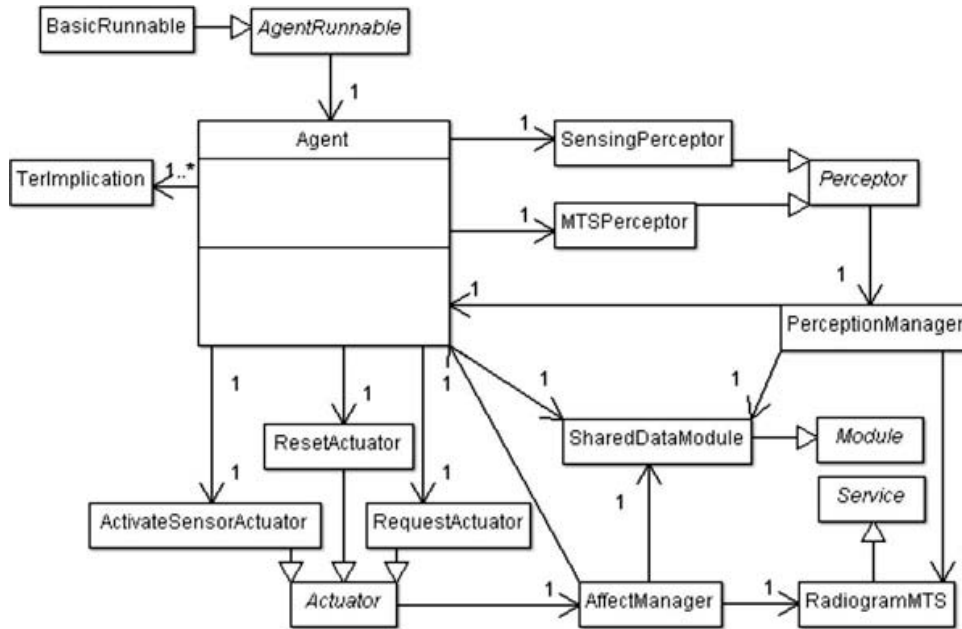 BasicRunnable
AgentRunnable
1
Agent
1
SensingPerceptor
TerImplication
1..*
Perceptor
1
MTSPerceptor
1
1
PerceptionManager
1
1
1
1
1
ResetActuator
SharedDataModule
Module
1
1
1
Service
ActivateSensorActuator
RequestActuator
Actuator
1
AffectManager
1
RadiogramMTS